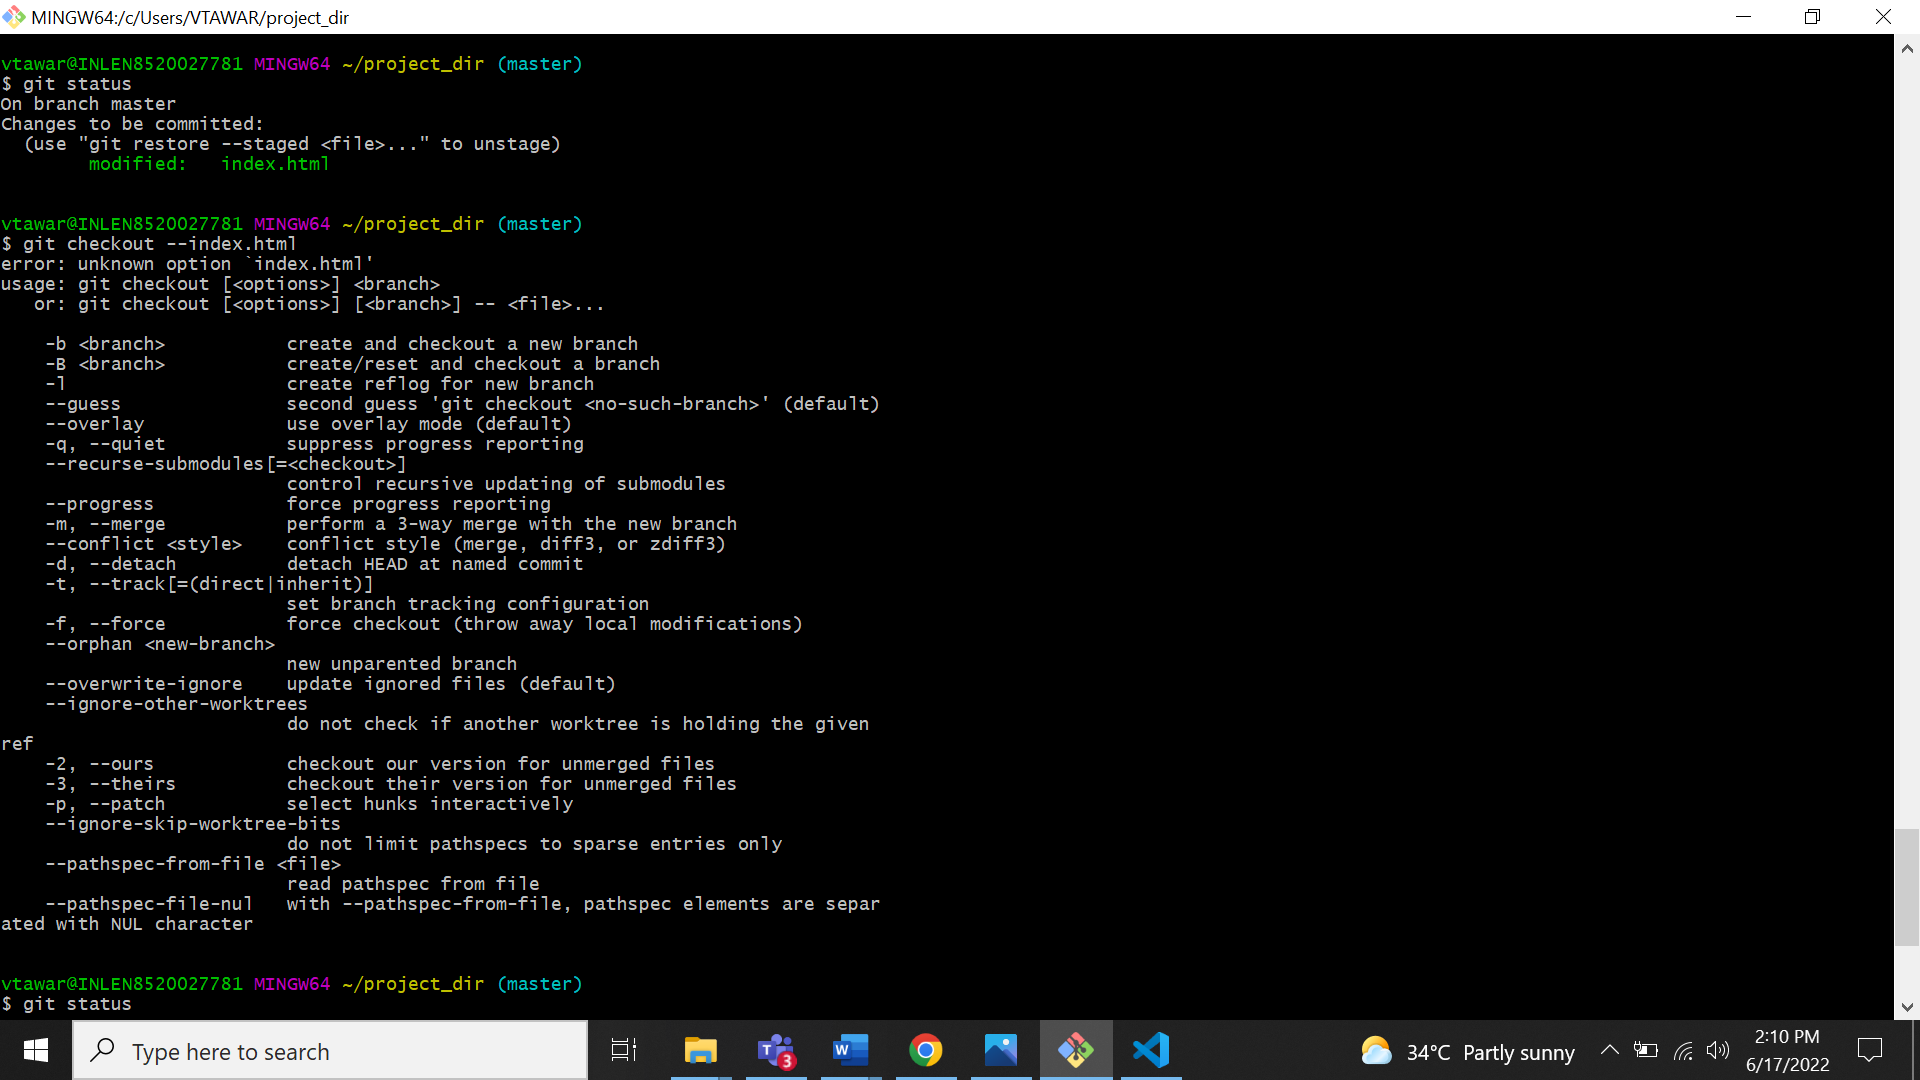 MINGW64:/c/Users/VTAWAR/project_dir
vtawar@INLEN8520027781 MINGW64 ~/project_dir (master)
$ git status
On branch master
Changes to be committed:
  (use "git restore --staged <file>..." to unstage)
        modified:   index.html

vtawar@INLEN8520027781 MINGW64 ~/project_dir (master)
$ git checkout --index.html
error: unknown option `index.html'
usage: git checkout [<options>] <branch>
   or: git checkout [<options>] [<branch>] -- <file>...

    -b <branch>           create and checkout a new branch
    -B <branch>           create/reset and checkout a branch
    -l                    create reflog for new branch
    --guess               second guess 'git checkout <no-such-branch>' (default)
    --overlay             use overlay mode (default)
    -q, --quiet           suppress progress reporting
    --recurse-submodules[=<checkout>]
                          control recursive updating of submodules
    --progress            force progress reporting
    -m, --merge           perform a 3-way merge with the new branch
    --conflict <style>    conflict style (merge, diff3, or zdiff3)
    -d, --detach          detach HEAD at named commit
    -t, --track[=(direct|inherit)]
                          set branch tracking configuration
    -f, --force           force checkout (throw away local modifications)
    --orphan <new-branch>
                          new unparented branch
    --overwrite-ignore    update ignored files (default)
    --ignore-other-worktrees
                          do not check if another worktree is holding the given
ref
    -2, --ours            checkout our version for unmerged files
    -3, --theirs          checkout their version for unmerged files
    -p, --patch           select hunks interactively
    --ignore-skip-worktree-bits
                          do not limit pathspecs to sparse entries only
    --pathspec-from-file <file>
                          read pathspec from file
    --pathspec-file-nul   with --pathspec-from-file, pathspec elements are separ
ated with NUL character

vtawar@INLEN8520027781 MINGW64 ~/project_dir (master)
$ git status
Type here to search
3
34°C Partly sunny
2:10 PM
6/17/2022